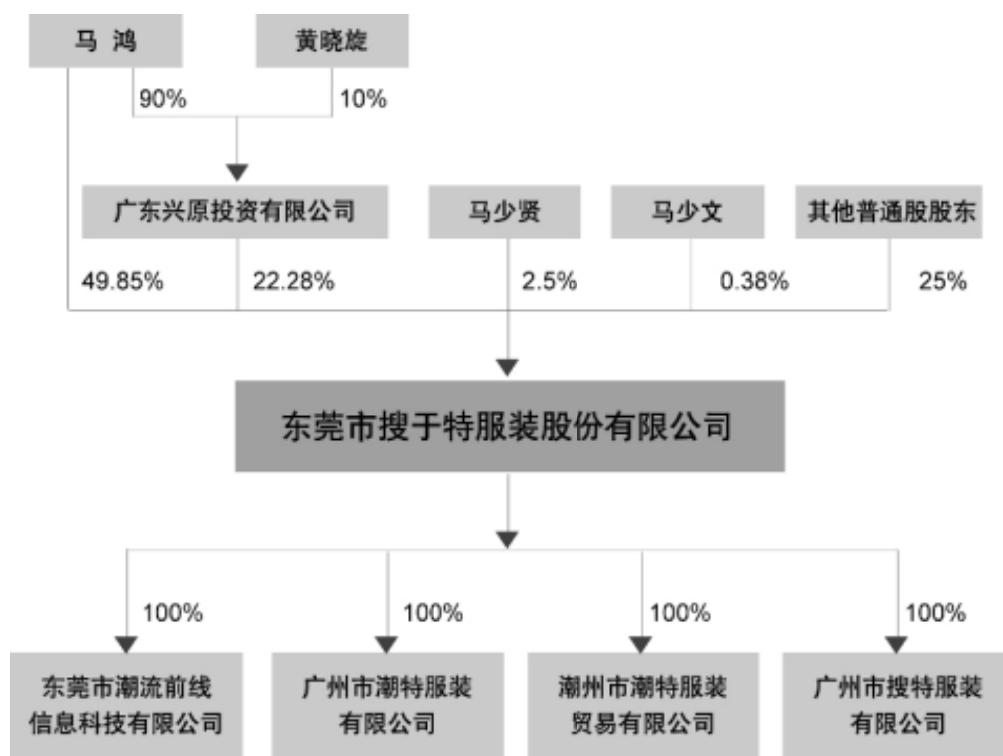 马 鸿
黄晓旋
90%
10%
广东兴原投资有限公司
马少贤
马少文
其他普通股股东
49.85%
22.28%
2.5%
0.38%
25%
东莞市搜于特服装股份有限公司
100%
100%
100%
100%
东莞市潮流前线
信息科技有限公司
广州市潮特服装
有限公司
潮州市潮特服装
贸易有限公司
广州市搜特服装
有限公司